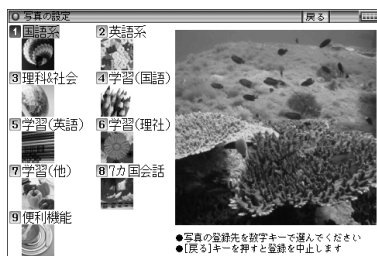 写真の設定 戻る
1 国語系 2 英語系
3 理科&社会 4 学習(国語)
5 学習(英語) 6 学習(理社)
7 学習(他) 8 7カ国会話
9 便利機能
●写真の登録先を数字キーで選んでください
●[戻る]キーを押すと登録を中止します